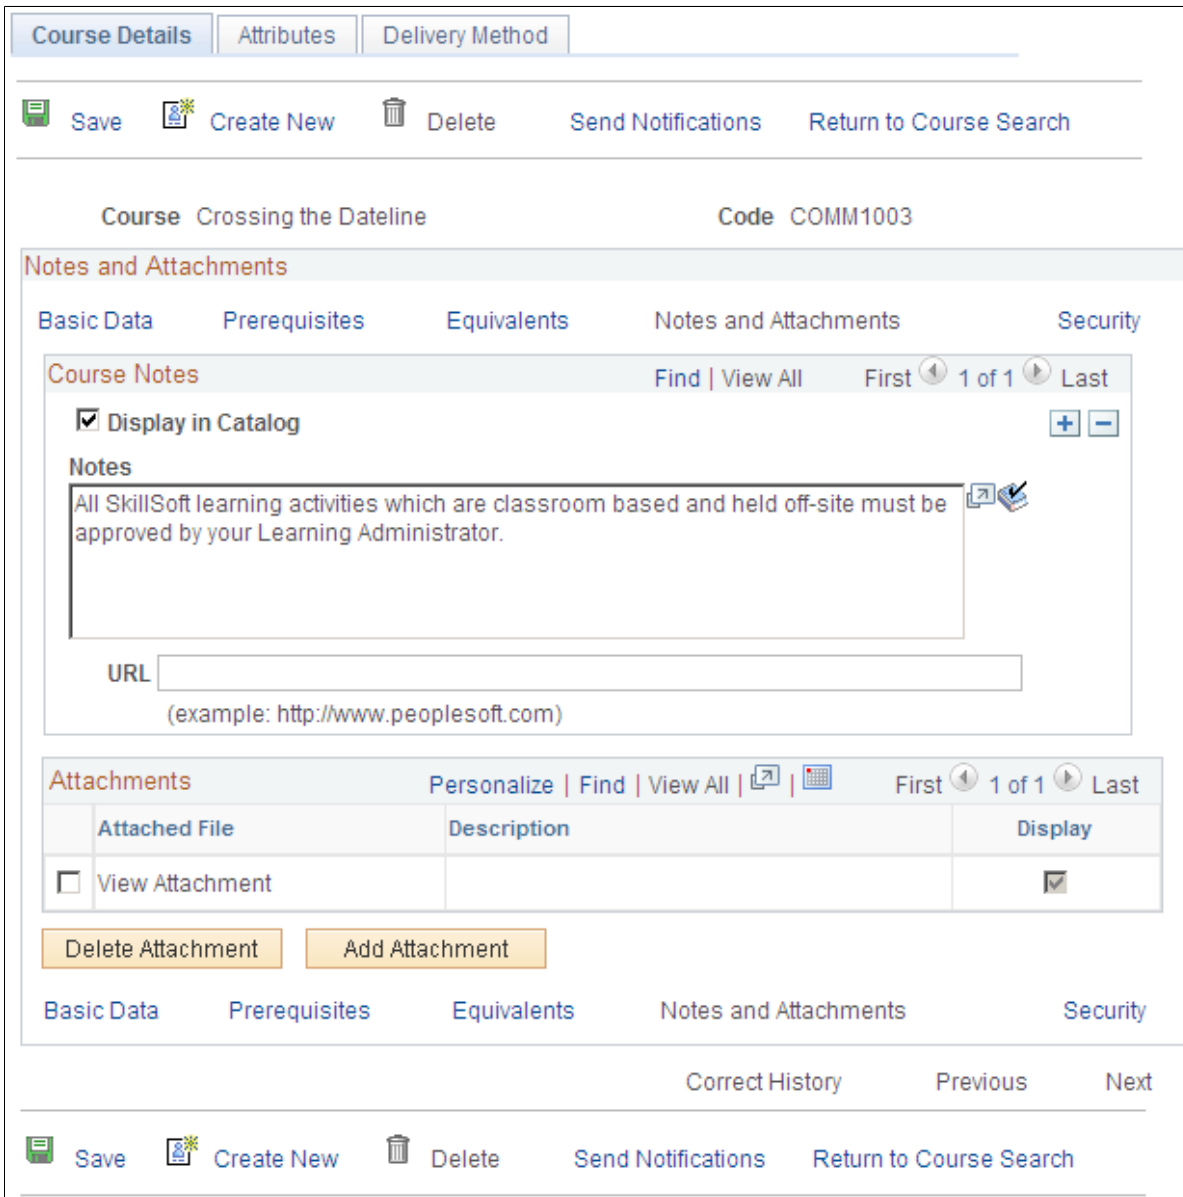 Course Details Attributes Delivery Method
Save Create New Delete Send Notifications Return to Course Search
Course Crossing the Dateline Code COMM1003
Notes and Attachments
Basic Data Prerequisites Equivalents Notes and Attachments Security
Course Notes Find | View All First 1 of 1 Last
Display in Catalog
Notes
All SkillSoft learning activities which are classroom based and held off-site must be
approved by your Learning Administrator.
URL
(example: http://www.peoplesoft.com)
Attachments Personalize | Find | View All | | First 1 of 1 Last
Attached File Description Display
View Attachment
Delete Attachment Add Attachment
Basic Data Prerequisites Equivalents Notes and Attachments Security
Correct History Previous Next
Save Create New Delete Send Notifications Return to Course Search